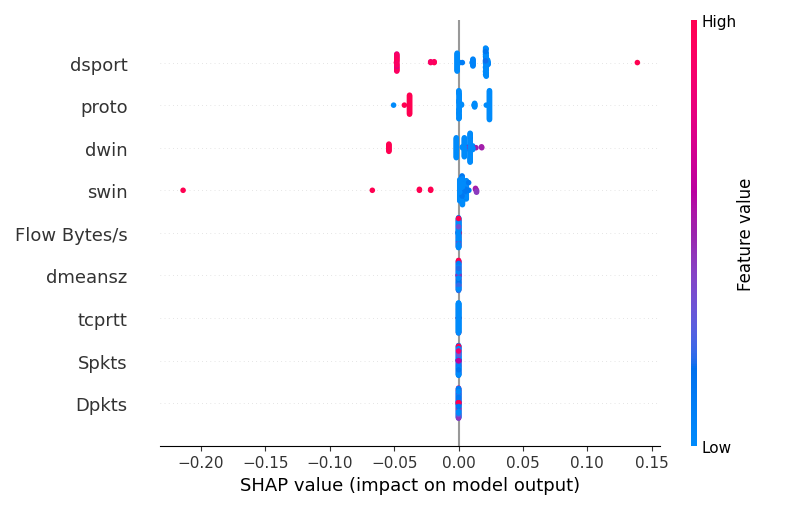 High
dsport
proto
dwin
swin
Flow Bytes/s
dmeansz
tcprtt
Spkts
Dpkts
Feature value
Low
−0.20 −0.15 −0.10 −0.05 0.00 0.05 0.10 0.15
SHAP value (impact on model output)